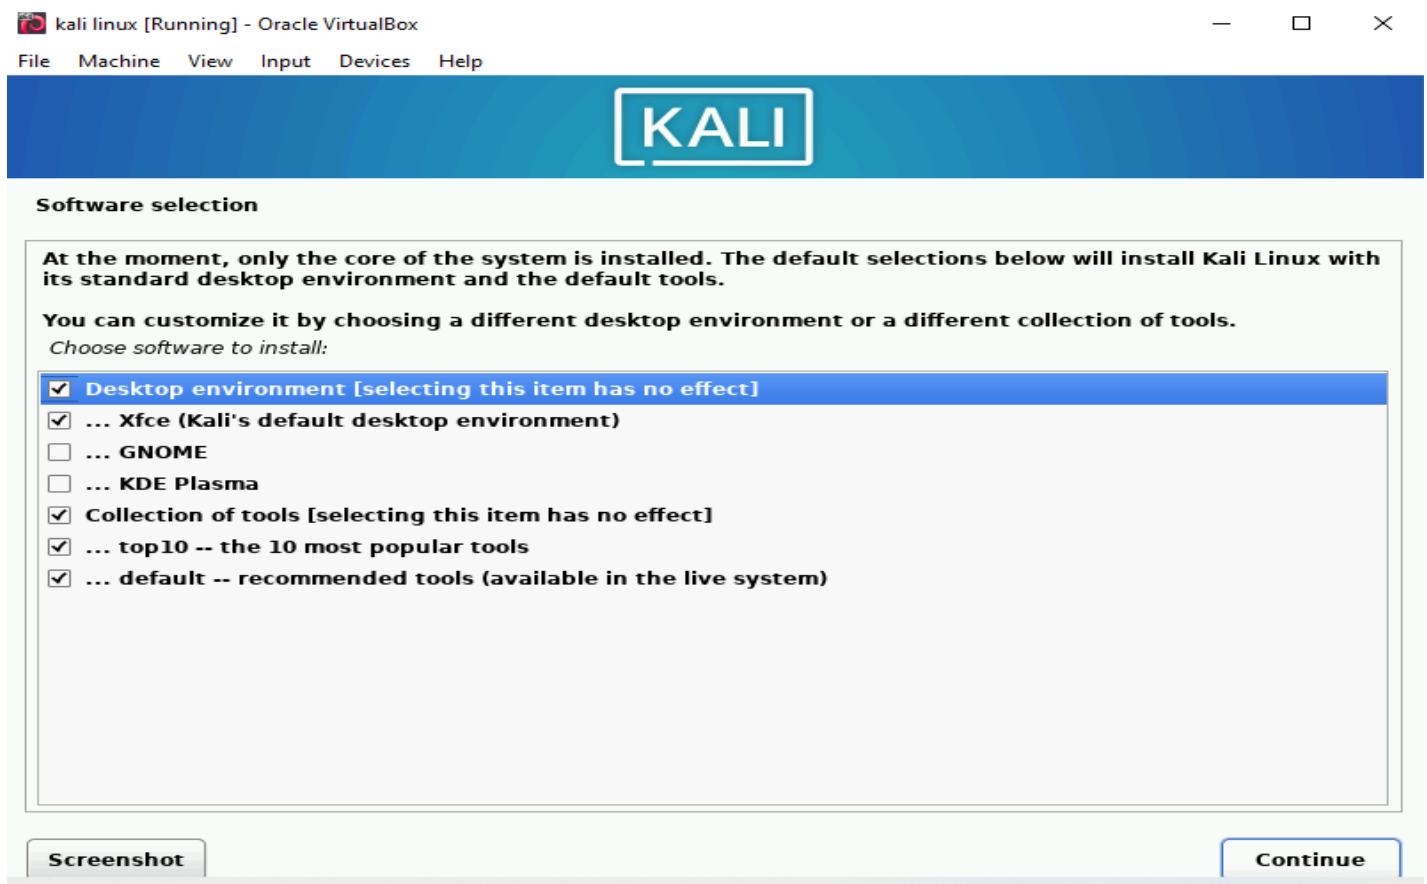 kali linux [Running] - Oracle VirtualBox
File Machine View Input Devices Help
KALI
Software selection
At the moment, only the core of the system is installed. The default selections below will install Kali Linux with
its standard desktop environment and the default tools.
You can customize it by choosing a different desktop environment or a different collection of tools.
Choose software to install:
Desktop environment [selecting this item has no effect]
... Xfce (Kali's default desktop environment)
... GNOME
... KDE Plasma
Collection of tools [selecting this item has no effect]
... top10 -- the 10 most popular tools
... default -- recommended tools (available in the live system)
Screenshot
Continue